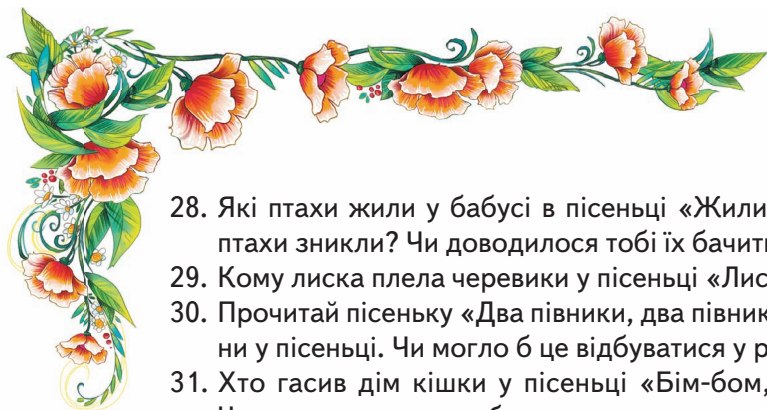 28. Які птахи жили у бабусі в пісеньці «Жили
птахи зникли? Чи доводилося тобі їх бачит
29. Кому лиска плела черевики у пісеньці «Лис
30. Прочитай пісеньку «Два півники, два півник
ни у пісеньці. Чи могло б це відбуватися у р
31. Хто гасив дім кішки у пісеньці «Бім-бом,